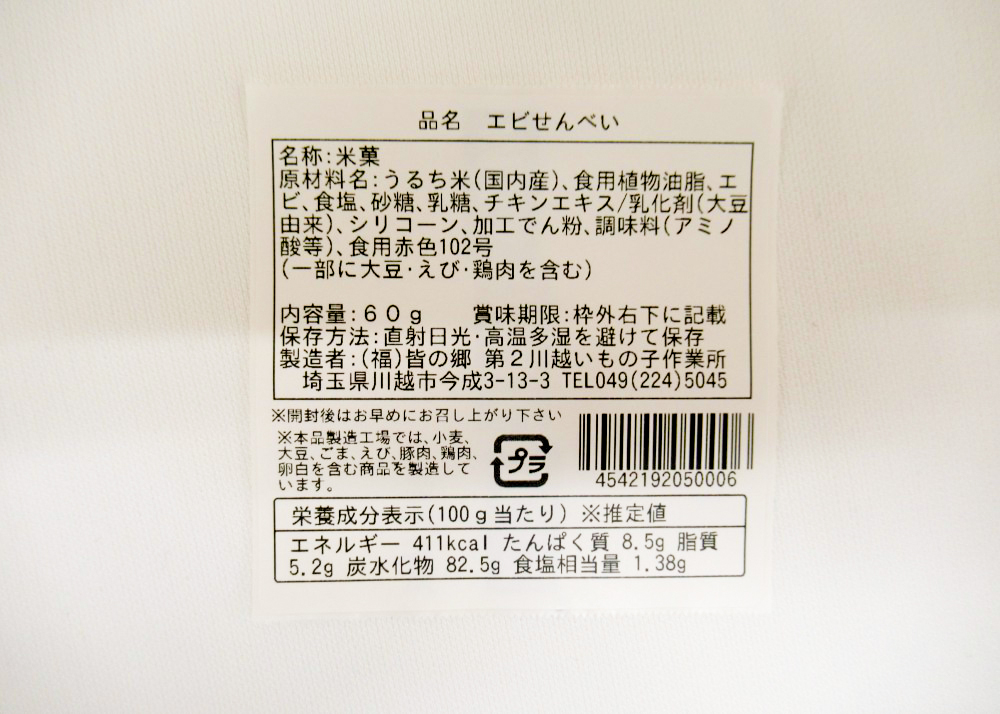 品名 エビせんべい
名称:米菓
原材料名:うるち米(国内産)、食用植物油脂、エ
ビ、食塩、砂糖、乳糖、チキンエキス/乳化剤(大豆
由来)、シリコーン、加工でん粉、調味料(アミノ
酸等)、食用赤色102号
(一部に大豆・えび・鶏肉を含む)
内容量:60g 賞味期限:枠外右下に記載
保存方法:直射日光・高温多湿を避けて保存
製造者:(福)皆の郷 第2川越いもの子作業所
埼玉県川越市今成3-13-3 TEL049(224)5045
※開封後はお早めにお召し上がり下さい
※本品製造工場では、小麦、
大豆、ごま、えび、豚肉、鶏肉、
卵白を含む商品を製造して
います。
プラ
4542192050006
栄養成分表示(100g当たり) ※推定値
エネルギー 411kcal たんぱく質 8.5g 脂質
5.2g 炭水化物 82.5g 食塩相当量 1.38g